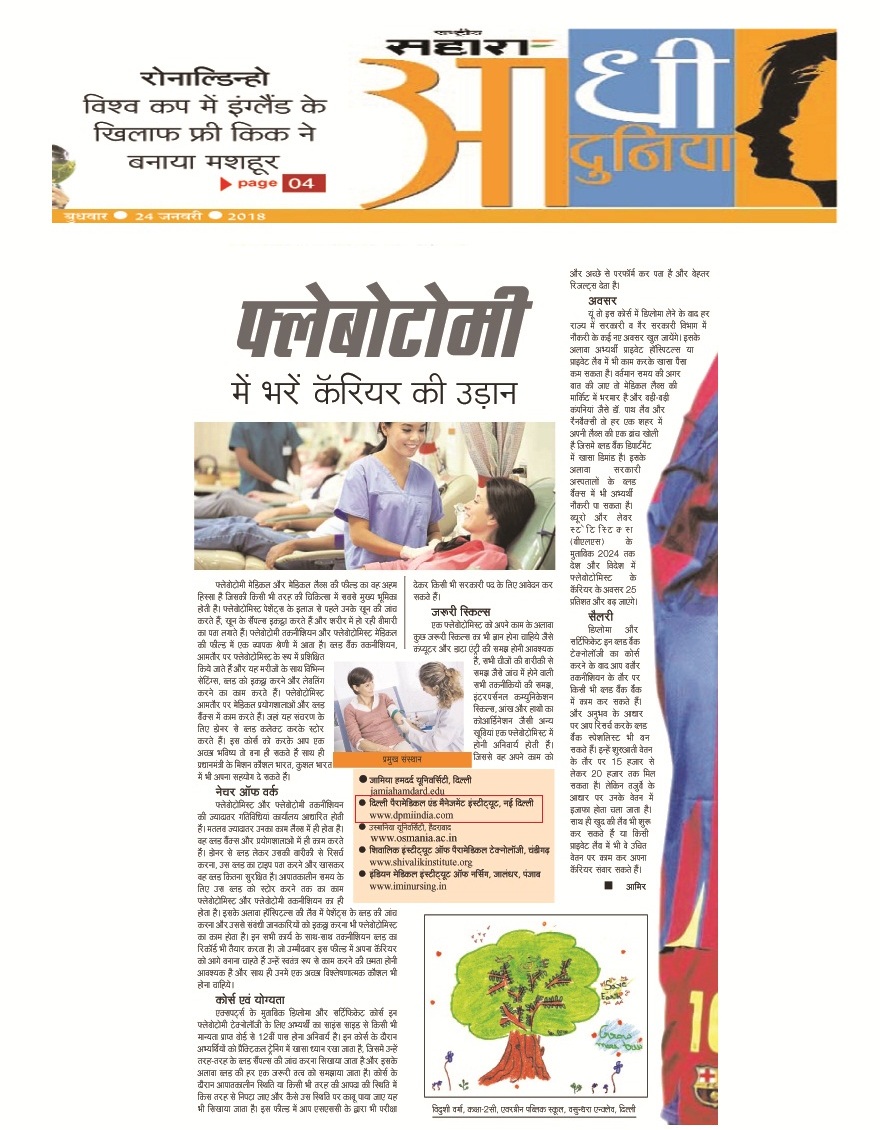 रोनाल्डिन्हो
विश्व कप में इंग्लैंड के
खिलाफ फ्री किक ने
बनाया मशहूर
page 04
राष्ट्रीय
सहारा
आधी
दुनिया
बुधवार ● 24 जनवरी ● 2018
फ्लेबोटोमी
में भरें कॅरियर की उड़ान
फ्लेबोटोमी मेडिकल और मेडिकल लैब्स की फील्ड का वह अहम
हिस्सा है जिसकी किसी भी तरह की चिकित्सा में सबसे मुख्य भूमिका
होती है। फ्लेबोटोमिस्ट पेशेंट्स के इलाज से पहले उनके खून की जांच
करते हैं, खून के सैंपल्स इकठ्ठा करते हैं और शरीर में हो रही बीमारी
का पता लगाते हैं। फ्लेबोटोमी तकनीशियन और फ्लेबोटोमिस्ट मेडिकल
की फील्ड में एक व्यापक श्रेणी में आता है। ब्लड बैंक तकनीशियन,
आमतौर पर फ्लेबोटोमिस्ट के रूप में प्रशिक्षित
किये जाते हैं और यह मरीजों के साथ विभिन्न
सेटिंग्स, ब्लड को इकठ्ठा करने और लेबलिंग
करने का काम करते हैं। फ्लेबोटोमिस्ट
आमतौर पर मेडिकल प्रयोगशालाओं और ब्लड
बैंक्स में काम करते हैं। जहां यह संचरण के
लिए डोनर से ब्लड कलेक्ट करके स्टोर
करते हैं। इस कोर्स को करके आप एक
अच्छा भविष्य तो बना ही सकते हैं साथ ही
प्रधानमंत्री के मिशन कौशल भारत, कुशल भारत
में भी अपना सहयोग दे सकते हैं।
नेचर ऑफ वर्क
फ्लेबोटोमिस्ट और फ्लेबोटोमी तकनीशियन
की ज्यादातर गतिविधियां कार्यालय आधारित होती
हैं। मतलब ज्यादातर उनका काम लैब्स में ही होता है।
वह ब्लड बैंक्स और प्रयोगशालाओं में ही काम करते
हैं। डोनर से ब्लड लेकर उसकी बारीकी से रिसर्च
करना, उस ब्लड का टाइप पता करने और खासकर
वह ब्लड कितना सुरक्षित है। आपातकालीन समय के
लिए उस ब्लड को स्टोर करने तक का काम
फ्लेबोटोमिस्ट और फ्लेबोटोमी तकनीशियन का ही
होता है। इसके अलावा हॉस्पिटल्स की लैब में पेशेंट्स के ब्लड की जांच
करना और उससे संबंधी जानकारियों को इकठ्ठा करना भी फ्लेबोटोमिस्ट
का काम होता है। इन सभी कार्य के साथ-साथ तकनीशियन ब्लड का
रिकॉर्ड भी तैयार करता है। जो उम्मीदवार इस फील्ड में अपना कॅरियर
को आगे बनाना चाहते हैं उन्हें स्वतंत्र रूप से काम करने की क्षमता होनी
आवश्यक है और साथ ही उनमें एक अच्छा विश्लेषणात्मक कौशल भी
होना चाहिये।
कोर्स एवं योग्यता
एक्सपर्ट्स के मुताबिक डिप्लोमा और सर्टिफिकेट कोर्स इन
फ्लेबोटोमी टेक्नोलॉजी के लिए अभ्यर्थी का साइंस साइड से किसी भी
मान्यता प्राप्त बोर्ड से 12वीं पास होना अनिवार्य है। इन कोर्स के दौरान
अभ्यर्थियों को प्रैक्टिकल ट्रेनिंग में खासा ध्यान रखा जाता है, जिसमें उन्हें
तरह-तरह के ब्लड सैंपल्स की जांच करना सिखाया जाता है और इसके
अलावा ब्लड की हर एक जरूरी तत्व को समझाया जाता है। कोर्स के
दौरान आपातकालीन स्थिति या किसी भी तरह की आपदा की स्थिति में
किस तरह से निपटा जाए और कैसे उस स्थिति पर काबू पाया जाए यह
भी सिखाया जाता है। इस फील्ड में आप एसएससी के द्वारा भी परीक्षा
देकर किसी भी सरकारी पद के लिए आवेदन कर
सकते हैं।
जरूरी स्किल्स
एक फ्लेबोटोमिस्ट को अपने काम के अलावा
कुछ जरूरी स्किल्स का भी ज्ञान होना चाहिये जैसे
कंप्यूटर और डाटा एंट्री की समझ होनी आवश्यक
है, सभी चीजों की बारीकी से
समझ जैसे जांच में होने वाली
सभी तकनीकियों की समझ,
इंटरपर्सनल कम्युनिकेशन
स्किल्स, आंख और हाथों का
कोआर्डिनेशन जैसी अन्य
खूबियां एक फ्लेबोटोमिस्ट में
होनी अनिवार्य होती हैं।
जिससे वह अपने काम को
प्रमुख संस्थान
● जामिया हमदर्द यूनिवर्सिटी, दिल्ली
jamiahamdard.edu
● दिल्ली पैरामेडिकल एंड मैनेजमेंट इंस्टीट्यूट, नई दिल्ली
www.dpmiindia.com
● उस्मानिया यूनिवर्सिटी, हैदराबाद
www.osmania.ac.in
● शिवालिक इंस्टीट्यूट ऑफ पैरामेडिकल टेक्नोलॉजी, चंडीगढ़
www.shivalikinstitute.org
● इंडियन मेडिकल इंस्टीट्यूट ऑफ नर्सिंग, जालंधर, पंजाब
www.iminursing.in
और अच्छे से परफॉर्म कर पाता है और बेहतर
रिजल्ट्स देता है।
अवसर
यूं तो इस कोर्स में डिप्लोमा लेने के बाद हर
राज्य में सरकारी व गैर सरकारी विभाग में
नौकरी के कई नए अवसर खुल जायेंगे। इसके
अलावा अभ्यर्थी प्राइवेट हॉस्पिटल्स या
प्राइवेट लैब में भी काम करके खासा पैसा
कमा सकता है। वर्तमान समय की अगर
बात की जाए तो मेडिकल लैब्स की
मार्किट में भरमार है और बड़ी-बड़ी
कंपनियां जैसे डॉ. पाथ लैब और
रैनबैक्सी तो हर एक शहर में
अपनी लैब्स की एक ब्रांच खोली
है जिसमें ब्लड बैंक डिपार्टमेंट
में खासा डिमांड है। इसके
अलावा सरकारी
अस्पतालों के ब्लड
बैंक्स में भी अभ्यर्थी
नौकरी पा सकता है।
ब्यूरो और लेबर
स्टेटिस्टिक्स
(बीएलएस) के
मुताबिक 2024 तक
देश और विदेश में
फ्लेबोटोमिस्ट के
कॅरियर के अवसर 25
प्रतिशत और बढ़ जाएंगे।
सैलरी
डिप्लोमा और
सर्टिफिकेट इन ब्लड बैंक
टेक्नोलॉजी का कोर्स
करने के बाद आप बतौर
तकनीशियन के तौर पर
किसी भी ब्लड बैंक बैंक
में काम कर सकते हैं।
और अनुभव के आधार
पर आप रिसर्च करके ब्लड
बैंक स्पेशलिस्ट भी बन
सकते हैं। इन्हें शुरुआती वेतन
के तौर पर 15 हजार से
लेकर 20 हजार तक मिल
सकता है। लेकिन तजुर्बे के
आधार पर उनके वेतन में
इजाफा होता चला जाता है।
साथ ही खुद की लैब भी शुरू
कर सकते हैं या किसी
प्राइवेट लैब में भी वे उचित
वेतन पर काम कर अपना
कॅरियर संवार सकते हैं।
■ आमिर
Save
Earth
विदुशी वर्मा, कक्षा-2सी, एवरग्रीन पब्लिक स्कूल, वसुन्धरा एन्क्लेव, दिल्ली
10